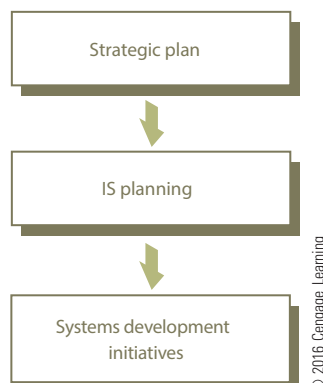 Strategic plan
IS planning
Systems development
initiatives
© 2016 Cengage Learning